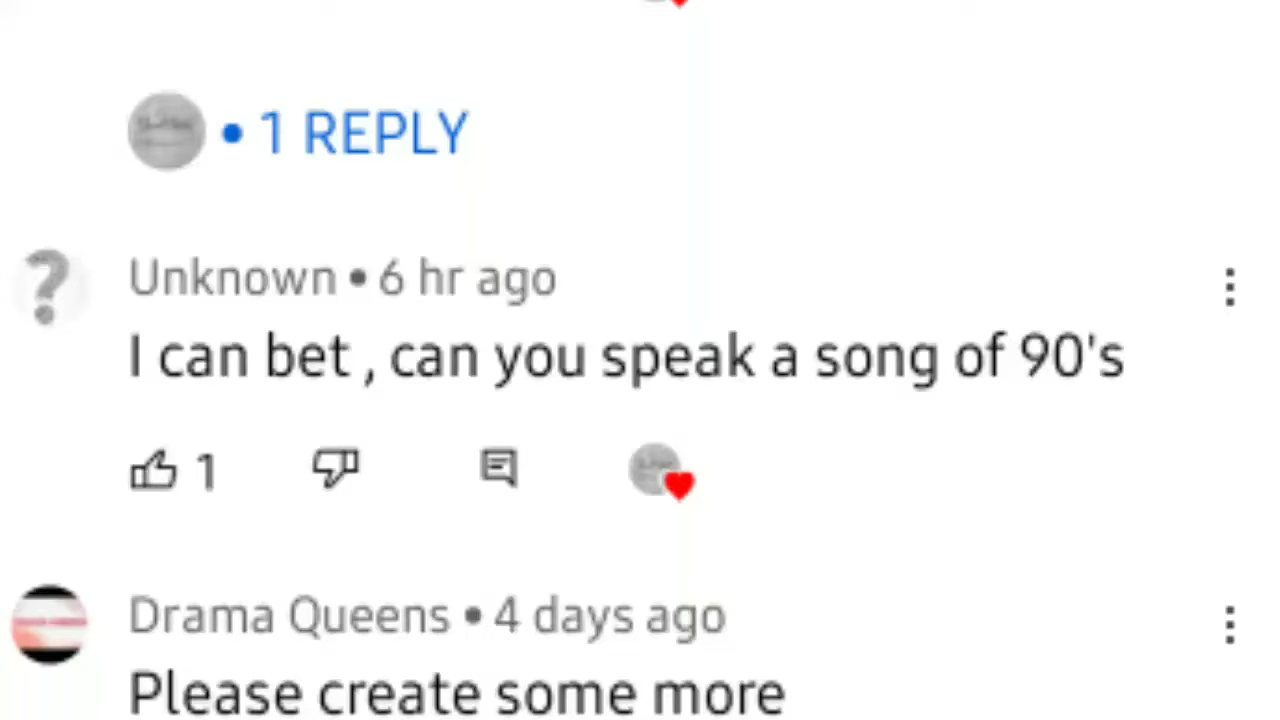 • 1 REPLY
Unknown • 6 hr ago
I can bet , can you speak a song of 90's
1
Drama Queens • 4 days ago
Please create some more